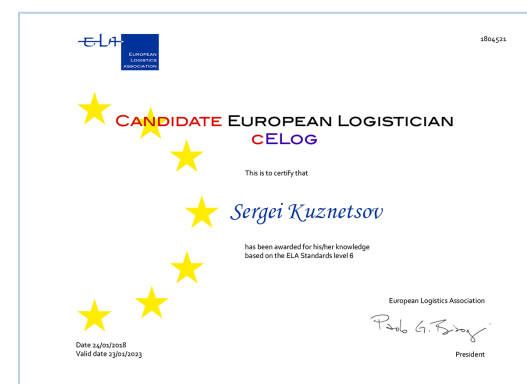 ELA
EUROPEAN
LOGISTICS
ASSOCIATION
1804521
CANDIDATE EUROPEAN LOGISTICIAN
CELOG
This is to certify that
Sergei Kuznetsov
has been awarded for his/her knowledge
based on the ELA Standards level 6
European Logistics Association
President
Date 24/01/2018
Valid date 23/01/2023